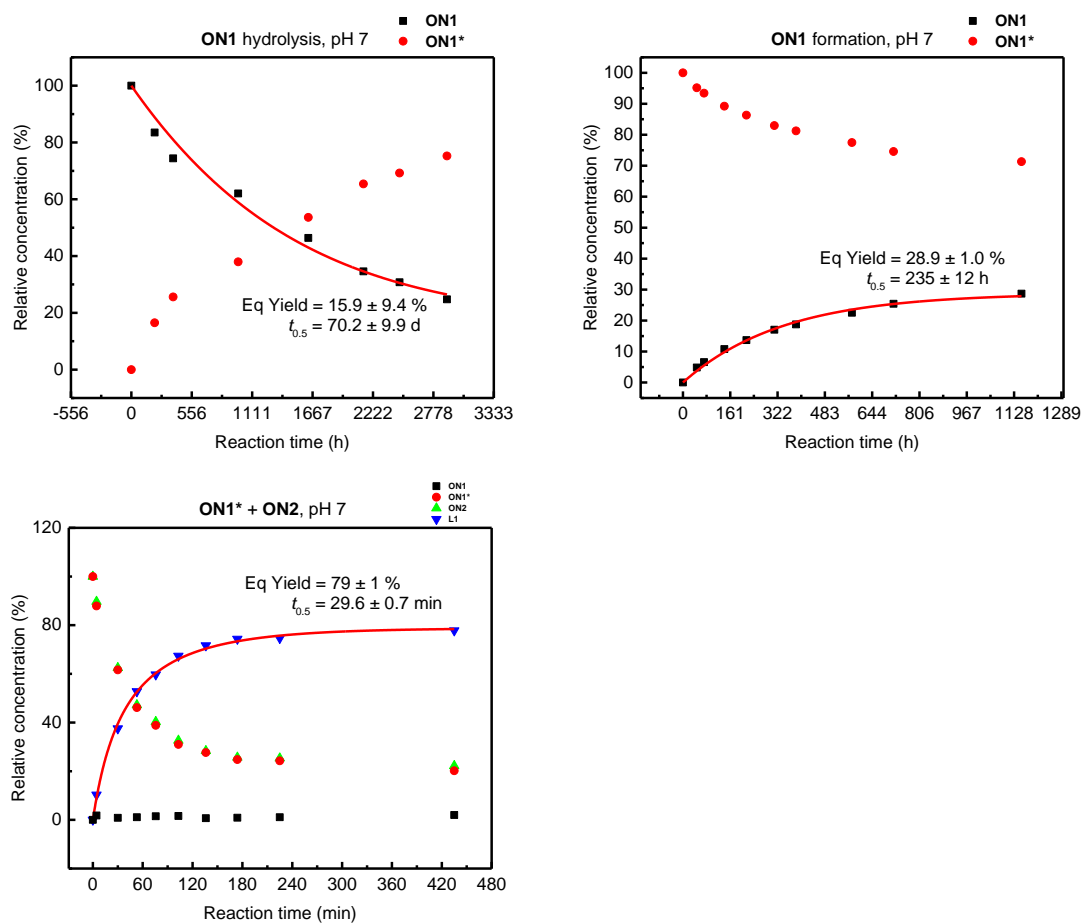 ON1
ON1*
ON1 hydrolysis, pH 7
100
80
60
40
20
0
Relative concentration (%)
Eq Yield = 15.9 ± 9.4 %
t0.5 = 70.2 ± 9.9 d
-556 0 556 1111 1667 2222 2778 3333
Reaction time (h)
ON1
ON1*
ON1 formation, pH 7
100
90
80
70
60
50
40
30
20
10
0
Relative concentration (%)
Eq Yield = 28.9 ± 1.0 %
t0.5 = 235 ± 12 h
0 161 322 483 644 806 967 1128 1289
Reaction time (h)
ON1
ON1*
ON2
L1
ON1* + ON2, pH 7
120
80
40
0
Relative concentration (%)
Eq Yield = 79 ± 1 %
t0.5 = 29.6 ± 0.7 min
0 60 120 180 240 300 360 420 480
Reaction time (min)